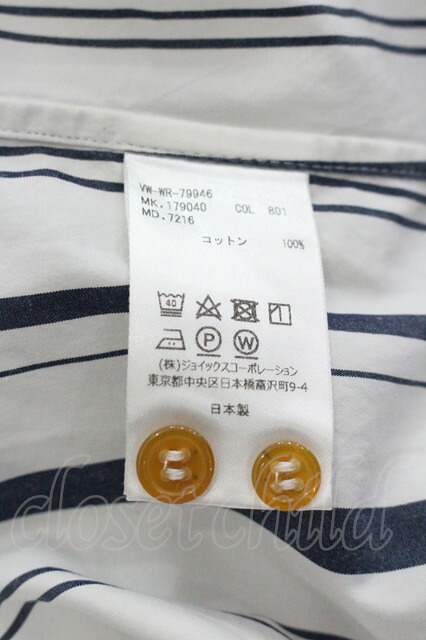 VW-WR-79946
MK.179040 COL 801
MD.7216
コットン 100%
40
P W
(株)ジョイックスコーポレーション
東京都中央区日本橋富沢町9-4
日本製
closet child